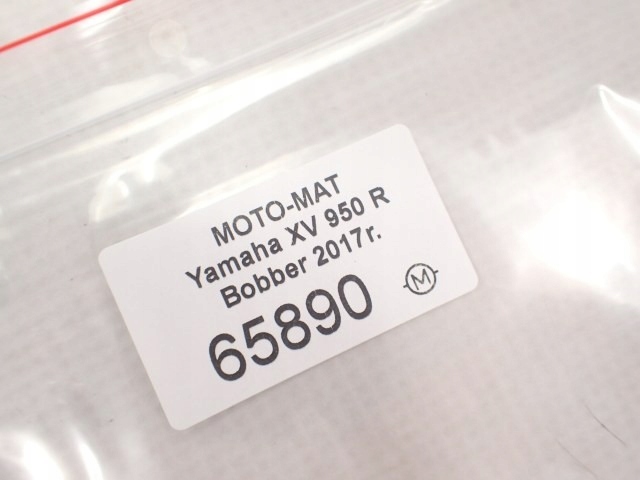 MOTO-MAT
Yamaha XV 950 R
Bobber 2017r.
65890
M